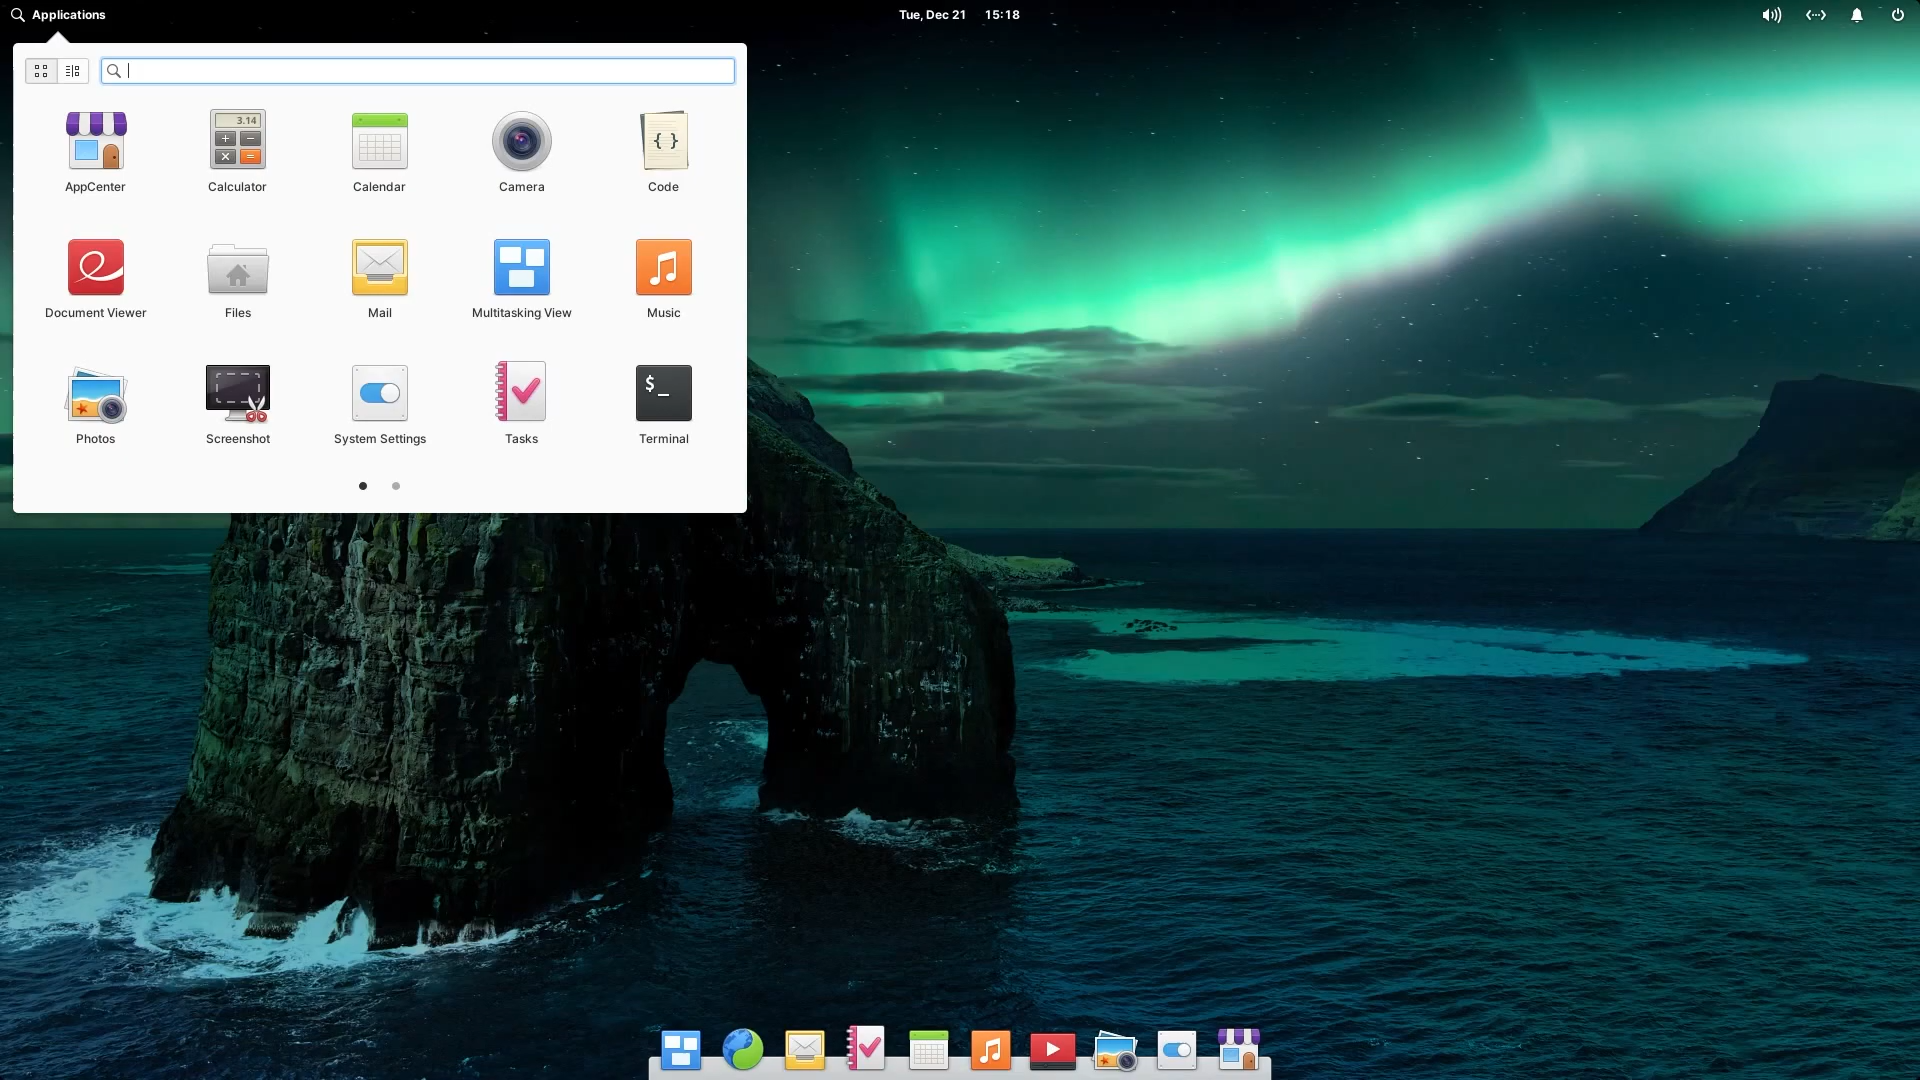 Applications
Tue, Dec 21 15:18
3.14
AppCenter
Calculator
Calendar
Camera
{ }
Code
Document Viewer
Files
Mail
Multitasking View
Music
Photos
Screenshot
System Settings
Tasks
$ _
Terminal